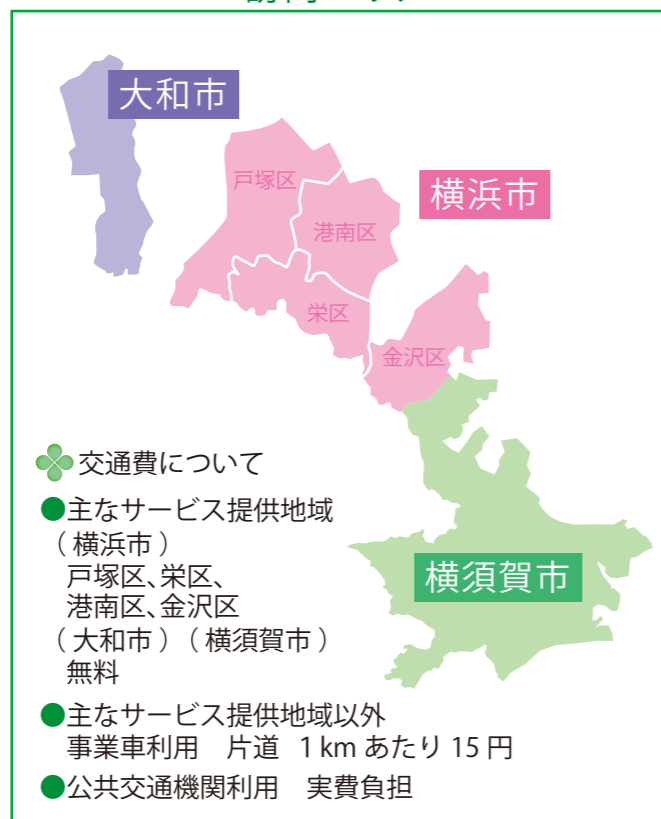 大和市
戸塚区
横浜市
港南区
栄区
金沢区
交通費について
●主なサービス提供地域
（横浜市）
戸塚区、栄区、
港南区、金沢区
（大和市）（横須賀市）
無料
横須賀市
●主なサービス提供地域以外
事業車利用　片道　1 km あたり 15 円
●公共交通機関利用　実費負担